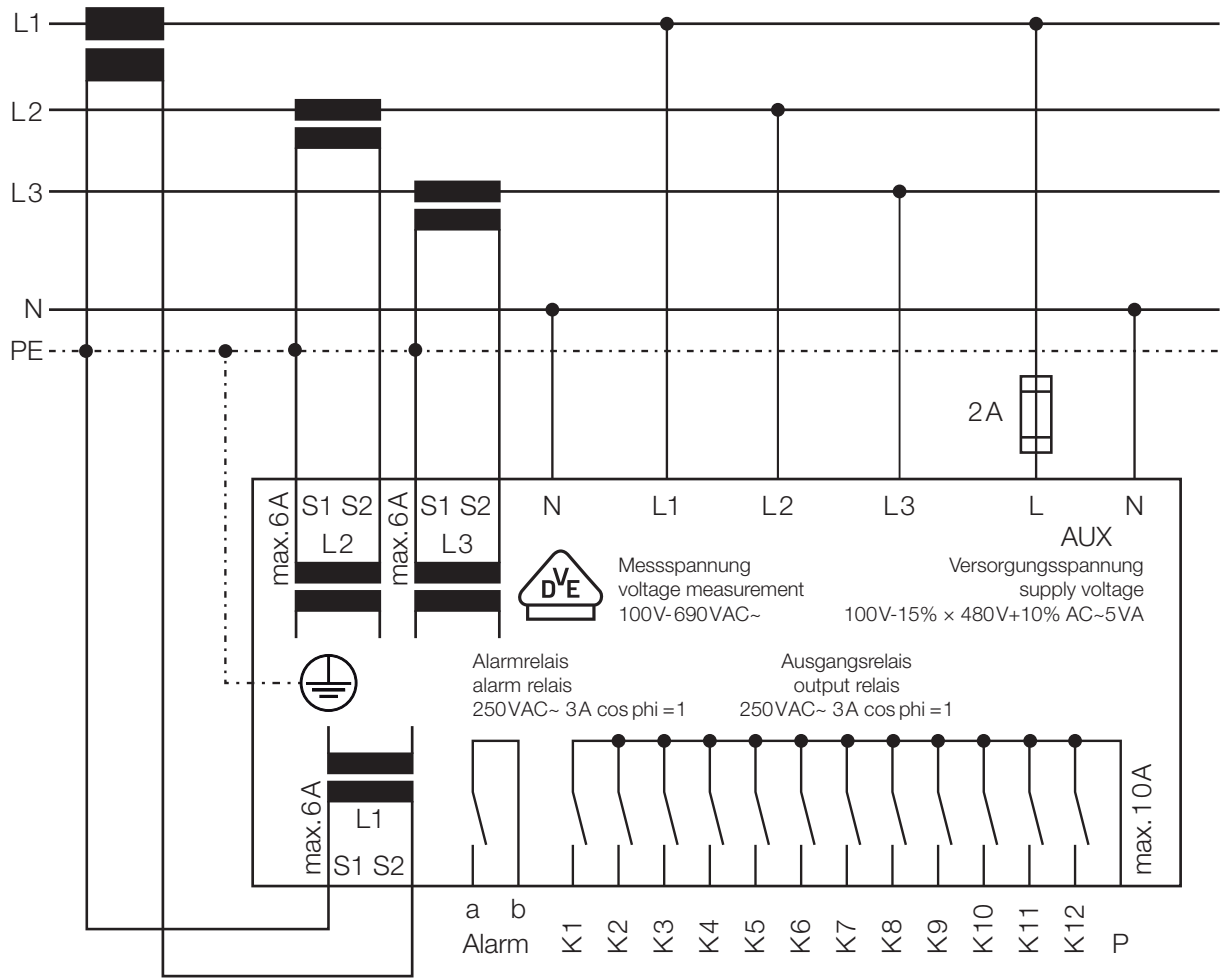 L1
L2
L3
N
PE
2A
max.6A
S1 S2
L2
max.6A
S1 S2
L3
N
L1
L2
L3
L
N
AUX
DVE
Messspannung
voltage measurement
100V-690VAC~
Versorgungsspannung
supply voltage
100V-15% × 480V+10% AC~5VA
Alarmrelais
alarm relais
250VAC~ 3A cos phi =1
Ausgangsrelais
output relais
250VAC~ 3A cos phi =1
max.6A
L1
S1 S2
max.10A
a b
Alarm
K1
K2
K3
K4
K5
K6
K7
K8
K9
K10
K11
K12
P